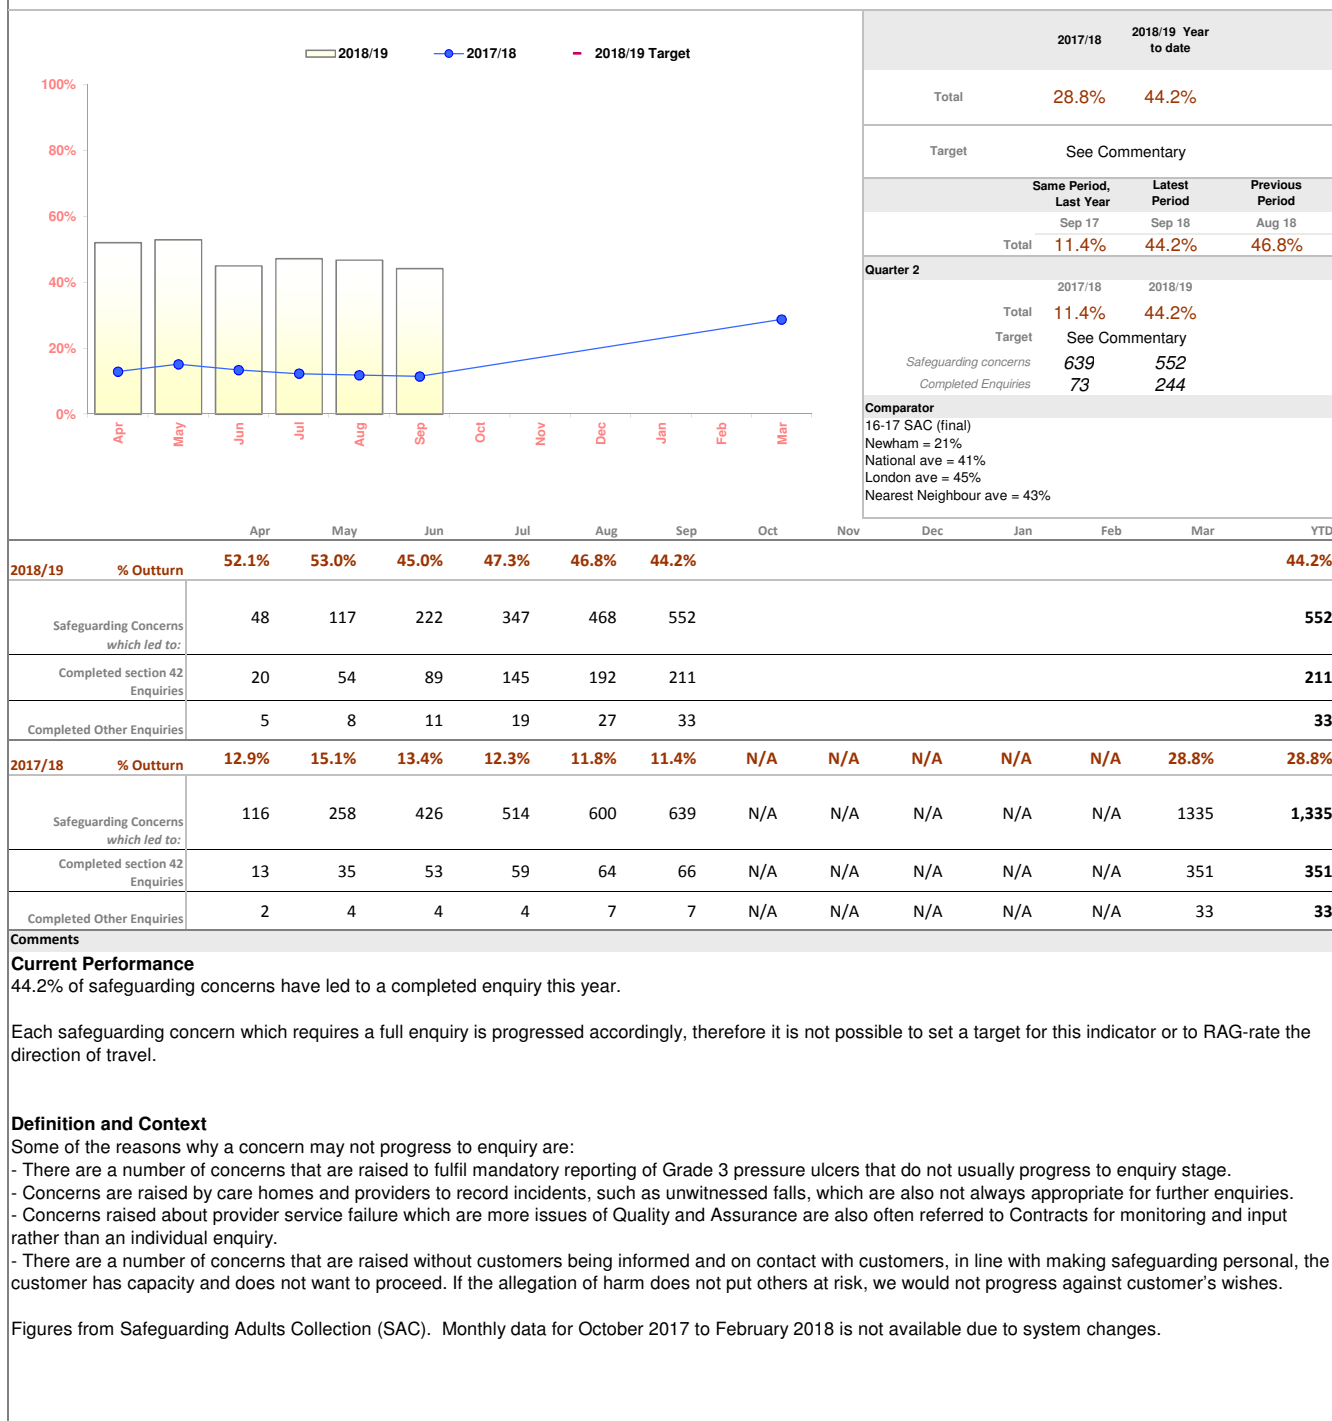 2018/19 2017/18 2018/19 Target
100%
80%
60%
40%
20%
0%
Apr May Jun Jul Aug Sep Oct Nov Dec Jan Feb Mar
2017/18 2018/19 Year to date
Total 28.8% 44.2%
Target See Commentary
Same Period, Last Year Latest Period Previous Period
Sep 17 Sep 18 Aug 18
Total 11.4% 44.2% 46.8%
Quarter 2
2017/18 2018/19
Total 11.4% 44.2%
Target See Commentary
Safeguarding concerns 639 552
Completed Enquiries 73 244
Comparator
16-17 SAC (final)
Newham = 21%
National ave = 41%
London ave = 45%
Nearest Neighbour ave = 43%
Apr May Jun Jul Aug Sep Oct Nov Dec Jan Feb Mar YTD
2018/19 % Outturn 52.1% 53.0% 45.0% 47.3% 46.8% 44.2% 44.2%
Safeguarding Concerns which led to: 48 117 222 347 468 552 552
Completed section 42 Enquiries 20 54 89 145 192 211 211
Completed Other Enquiries 5 8 11 19 27 33 33
2017/18 % Outturn 12.9% 15.1% 13.4% 12.3% 11.8% 11.4% N/A N/A N/A N/A N/A 28.8% 28.8%
Safeguarding Concerns which led to: 116 258 426 514 600 639 N/A N/A N/A N/A N/A 1335 1,335
Completed section 42 Enquiries 13 35 53 59 64 66 N/A N/A N/A N/A N/A 351 351
Completed Other Enquiries 2 4 4 4 7 7 N/A N/A N/A N/A N/A 33 33
Comments
Current Performance
44.2% of safeguarding concerns have led to a completed enquiry this year.
Each safeguarding concern which requires a full enquiry is progressed accordingly, therefore it is not possible to set a target for this indicator or to RAG-rate the
direction of travel.
Definition and Context
Some of the reasons why a concern may not progress to enquiry are:
- There are a number of concerns that are raised to fulfil mandatory reporting of Grade 3 pressure ulcers that do not usually progress to enquiry stage.
- Concerns are raised by care homes and providers to record incidents, such as unwitnessed falls, which are also not always appropriate for further enquiries.
- Concerns raised about provider service failure which are more issues of Quality and Assurance are also often referred to Contracts for monitoring and input
rather than an individual enquiry.
- There are a number of concerns that are raised without customers being informed and on contact with customers, in line with making safeguarding personal, the
customer has capacity and does not want to proceed. If the allegation of harm does not put others at risk, we would not progress against customer's wishes.
Figures from Safeguarding Adults Collection (SAC). Monthly data for October 2017 to February 2018 is not available due to system changes.